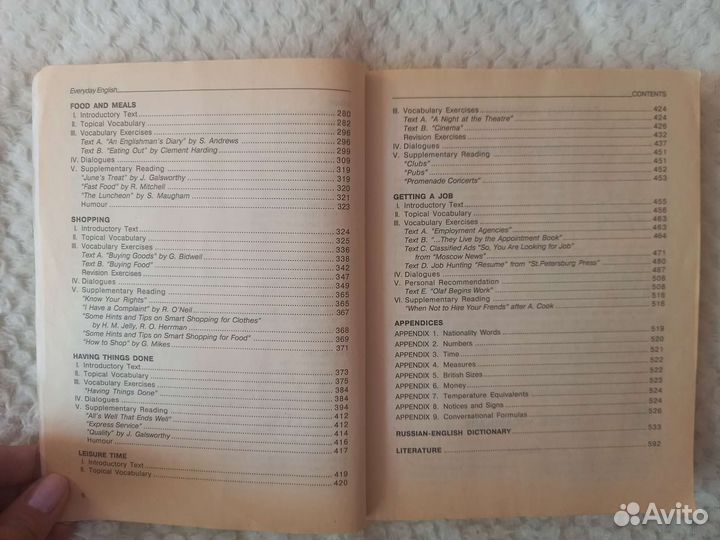 Everyday English
FOOD AND MEALS
I. Introductory Text 280
II. Topical Vocabulary 282
III. Vocabulary Exercises 296
Text A. "An Englishman's Diary" by S. Andrews 296
Text B. "Eating Out" by Clement Harding 299
IV. Dialogues 309
V. Supplementary Reading 319
"June's Treat" by J. Galsworthy 319
"Fast Food" by R. Mitchell 320
"The Luncheon" by S. Maugham 321
Humour 323
SHOPPING
I. Introductory Text 324
II. Topical Vocabulary 325
III. Vocabulary Exercises 336
Text A. "Buying Goods" by G. Bidwell 338
Text B. "Buying Food" 342
Revision Exercises 347
IV. Dialogues 349
V. Supplementary Reading 365
"Know Your Rights" 365
"I Have a Complaint" by R. O'Neil 367
"Some Hints and Tips on Smart Shopping for Clothes"
by H. M. Jelly, R. O. Herrman 368
"Some Hints and Tips on Smart Shopping for Food" 369
"How to Shop" by G. Mikes 371
HAVING THINGS DONE
I. Introductory Text 373
II. Topical Vocabulary 375
III. Vocabulary Exercises 384
"Having Things Done" 384
IV. Dialogues 394
V. Supplementary Reading 412
"All's Well That Ends Well" 412
"Express Service" 414
"Quality" by J. Galsworthy 416
Humour 417
LEISURE TIME
I. Introductory Text 419
II. Topical Vocabulary 420
CONTENTS
III. Vocabulary Exercises 424
Text A. "A Night at the Theatre" 424
Text B. "Cinema" 426
Revision Exercises 432
IV. Dialogues 437
V. Supplementary Reading 451
"Clubs" 451
"Pubs" 452
"Promenade Concerts" 453
GETTING A JOB
I. Introductory Text 455
II. Topical Vocabulary 456
III. Vocabulary Exercises 463
Text A. "Employment Agencies" 463
Text B. "...They Live by the Appointment Book" 464
Text C. Classified Ads "So, You are Looking for Job"
from "Moscow News" 471
Text D. Job Hunting "Resume" from "St.Petersburg Press" 480
IV. Dialogues 487
V. Personal Recommendation 508
Text E. "Olaf Begins Work" 508
VI. Supplementary Reading 516
"When Not to Hire Your Frends" after A. Cook 516
APPENDICES
APPENDIX 1. Nationality Words 519
APPENDIX 2. Numbers 520
APPENDIX 3. Time 521
APPENDIX 4. Measures 521
APPENDIX 5. British Sizes
APPENDIX 6. Money 524
APPENDIX 7. Temperature Equivalents 524
APPENDIX 8. Notices and Signs 524
APPENDIX 9. Conversational Formulas 526
RUSSIAN-ENGLISH DICTIONARY 533
LITERATURE 592
Avito